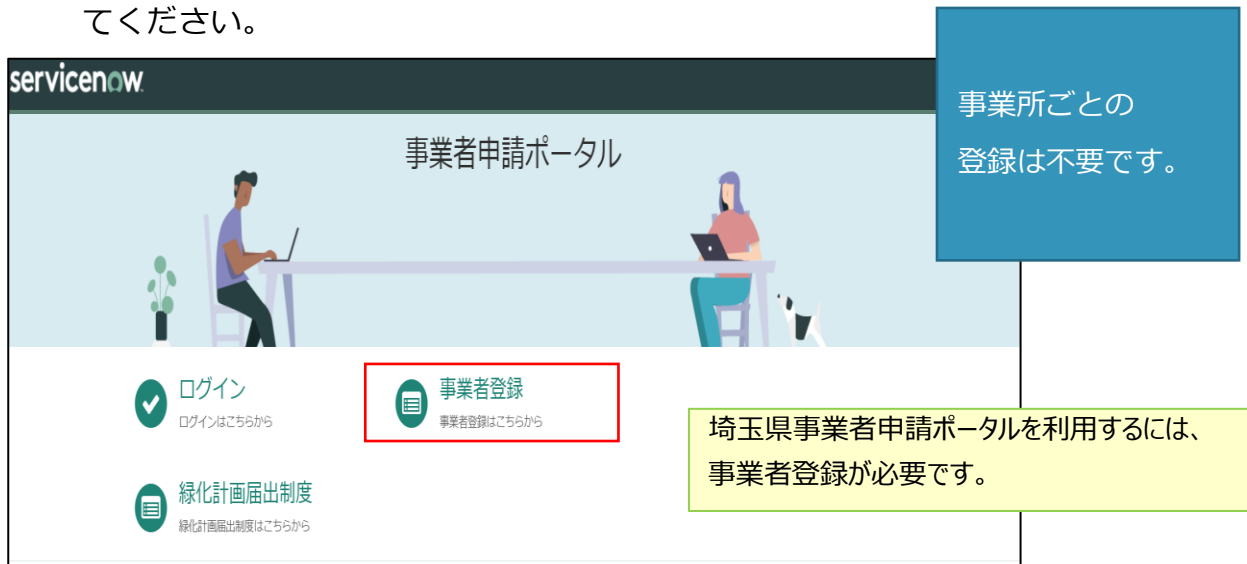 てください。
servicenow
事業所ごとの
登録は不要です。
事業者申請ポータル
ログイン
ログインはこちらから
事業者登録
事業者登録はこちらから
埼玉県事業者申請ポータルを利用するには、
事業者登録が必要です。
緑化計画届出制度
緑化計画届出制度はこちらから